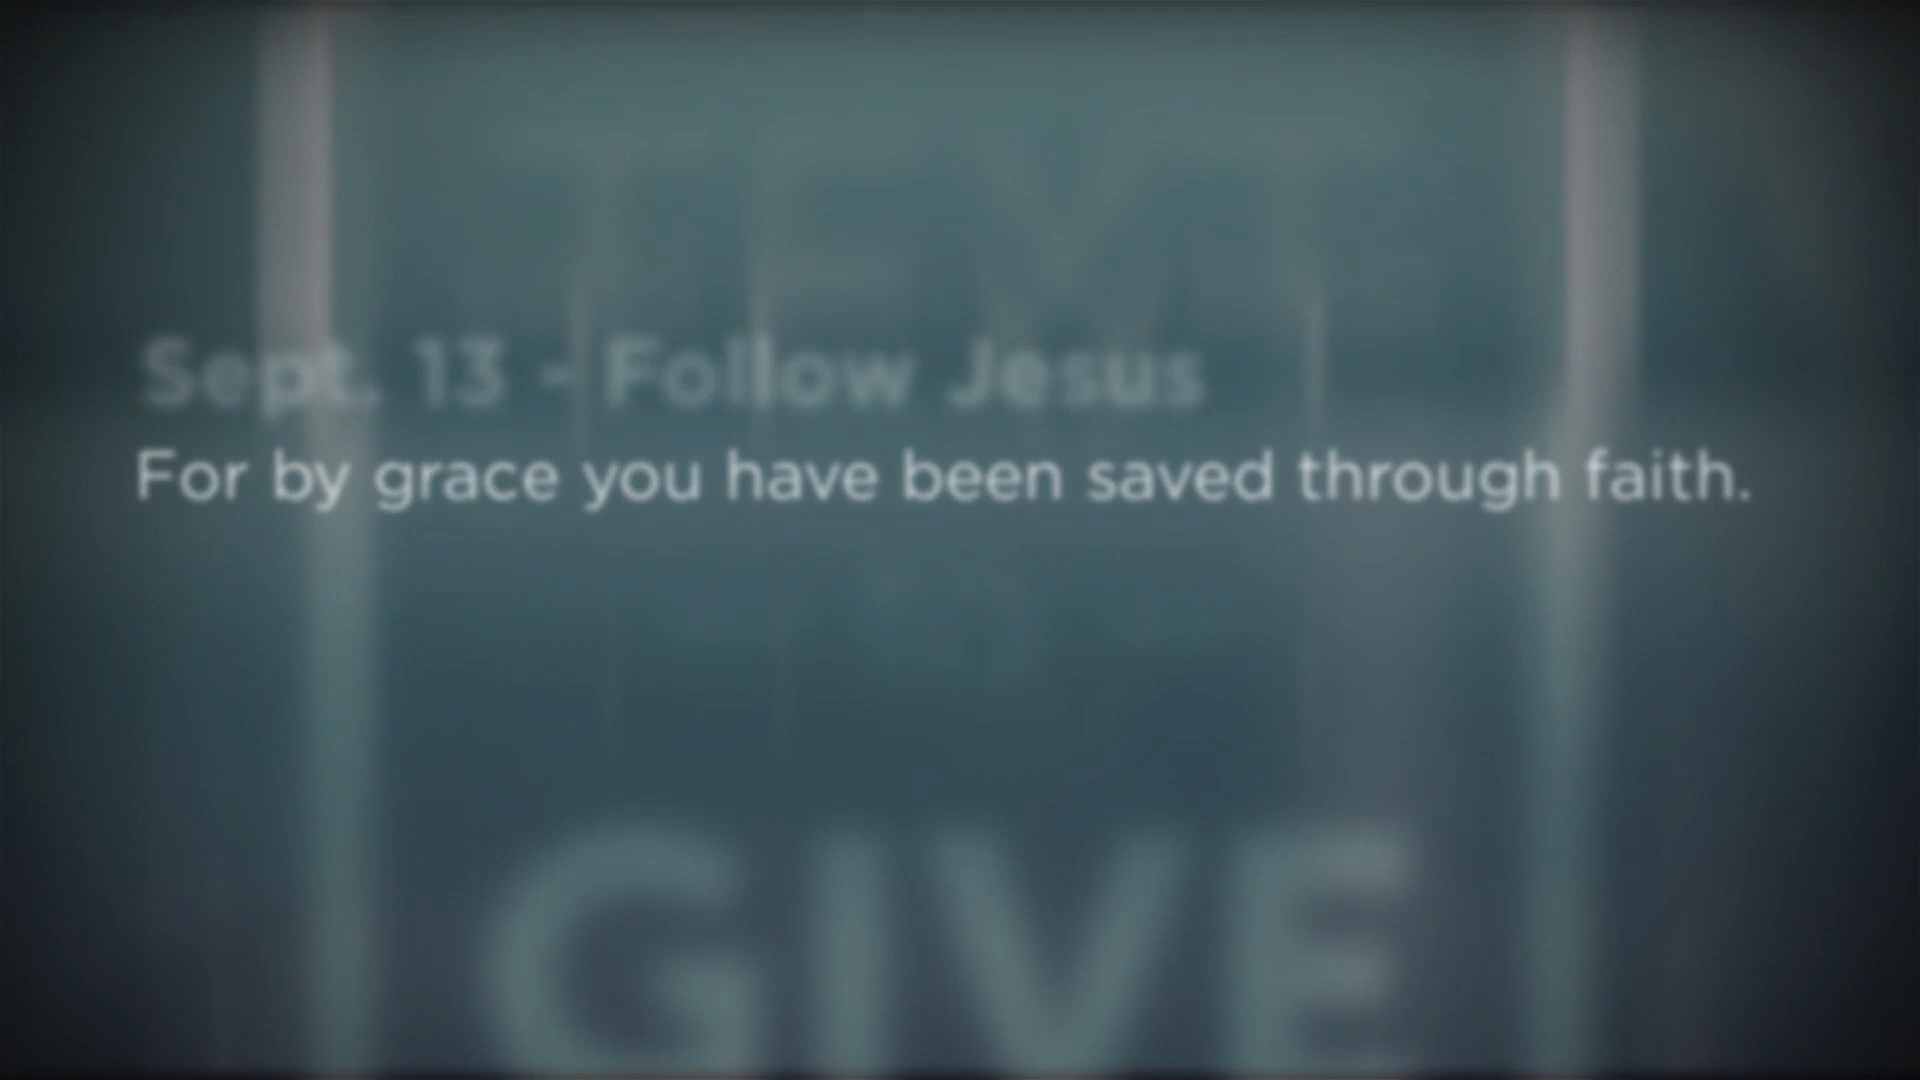 Sept. 13 - Follow Jesus
For by grace you have been saved through faith.
GIVE